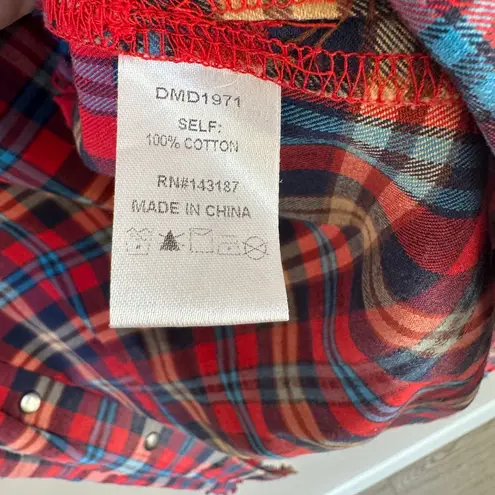 DMD1971
SELF:
100% COTTON
RN#143187
MADE IN CHINA